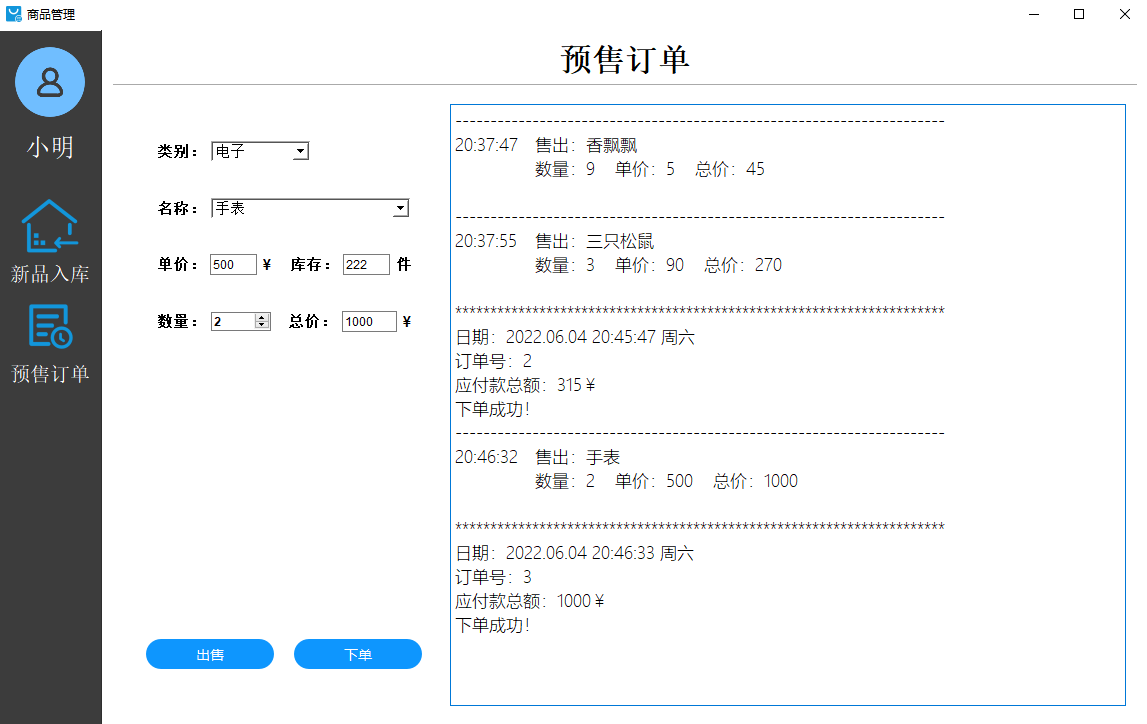 商品管理
小明
新品入库
预售订单
预售订单
类别： 电子
名称： 手表
单价： 500 ¥ 库存： 222 件
数量： 2 总价： 1000 ¥
出售 下单
----------------------------------------------------------------------
20:37:47 售出：香飘飘
数量：9 单价：5 总价：45
----------------------------------------------------------------------
20:37:55 售出：三只松鼠
数量：3 单价：90 总价：270
**********************************************************************
日期：2022.06.04 20:45:47 周六
订单号：2
应付款总额：315 ¥
下单成功！
----------------------------------------------------------------------
20:46:32 售出：手表
数量：2 单价：500 总价：1000
**********************************************************************
日期：2022.06.04 20:46:33 周六
订单号：3
应付款总额：1000 ¥
下单成功！